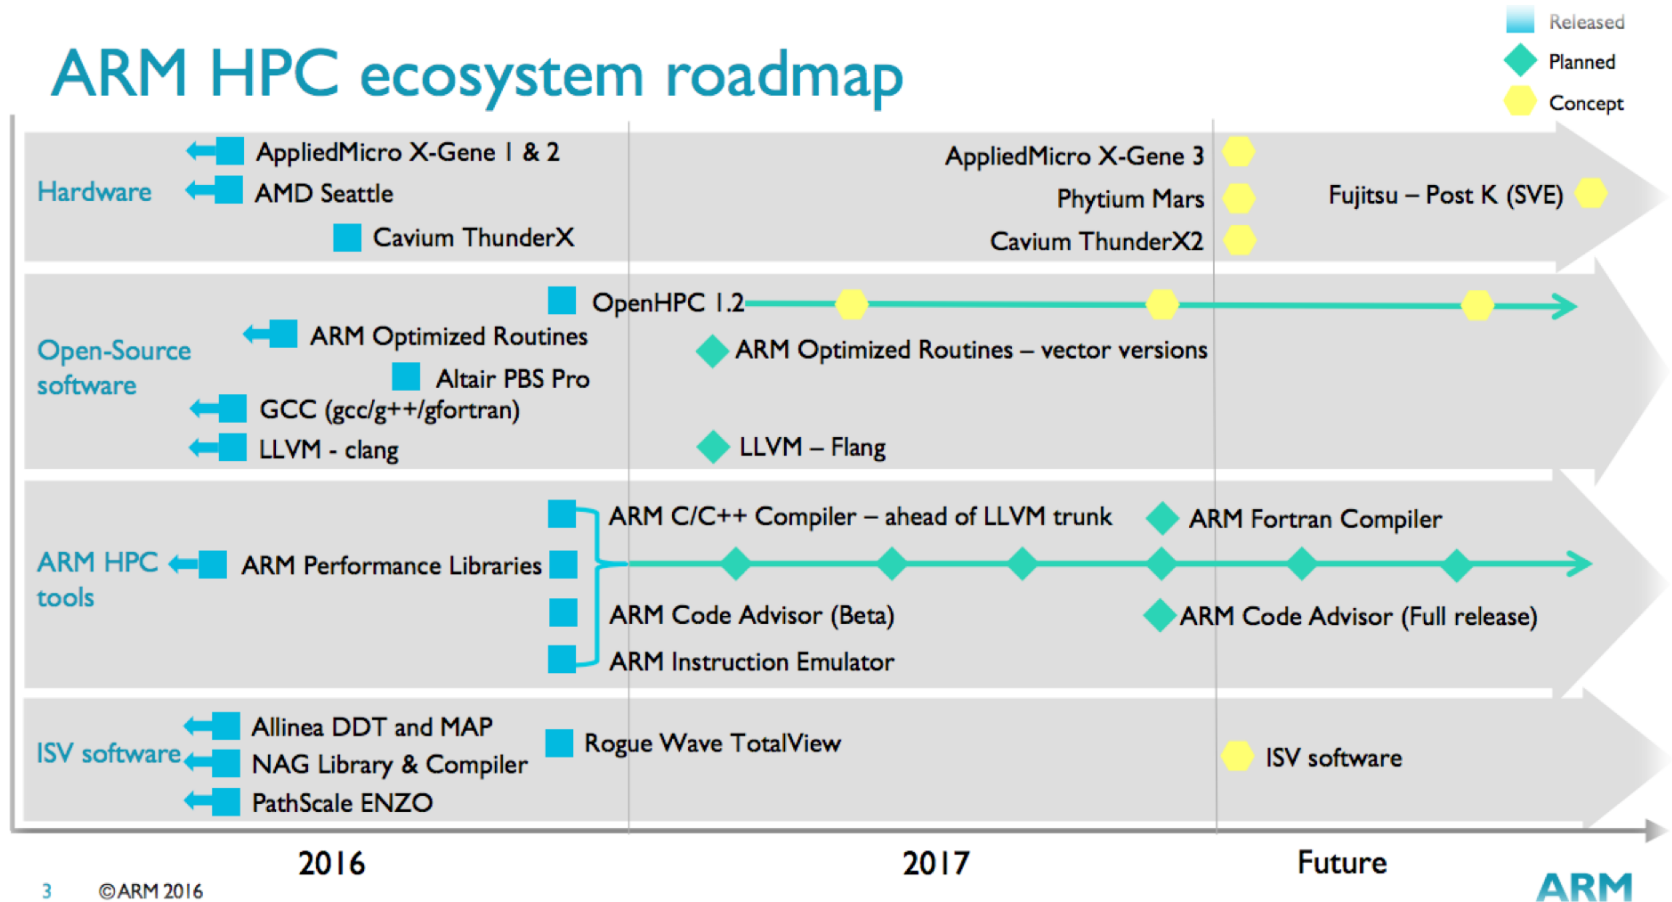 ARM HPC ecosystem roadmap
Released
Planned
Concept
Hardware
AppliedMicro X-Gene 1 & 2
AMD Seattle
Cavium ThunderX
AppliedMicro X-Gene 3
Phytium Mars
Cavium ThunderX2
Fujitsu – Post K (SVE)
Open-Source
software
OpenHPC 1.2
ARM Optimized Routines
ARM Optimized Routines – vector versions
Altair PBS Pro
GCC (gcc/g++/gfortran)
LLVM - clang
LLVM – Flang
ARM HPC
tools
ARM C/C++ Compiler – ahead of LLVM trunk
ARM Fortran Compiler
ARM Performance Libraries
ARM Code Advisor (Beta)
ARM Code Advisor (Full release)
ARM Instruction Emulator
ISV software
Allinea DDT and MAP
NAG Library & Compiler
PathScale ENZO
Rogue Wave TotalView
ISV software
2016
2017
Future
3
©ARM 2016
ARM